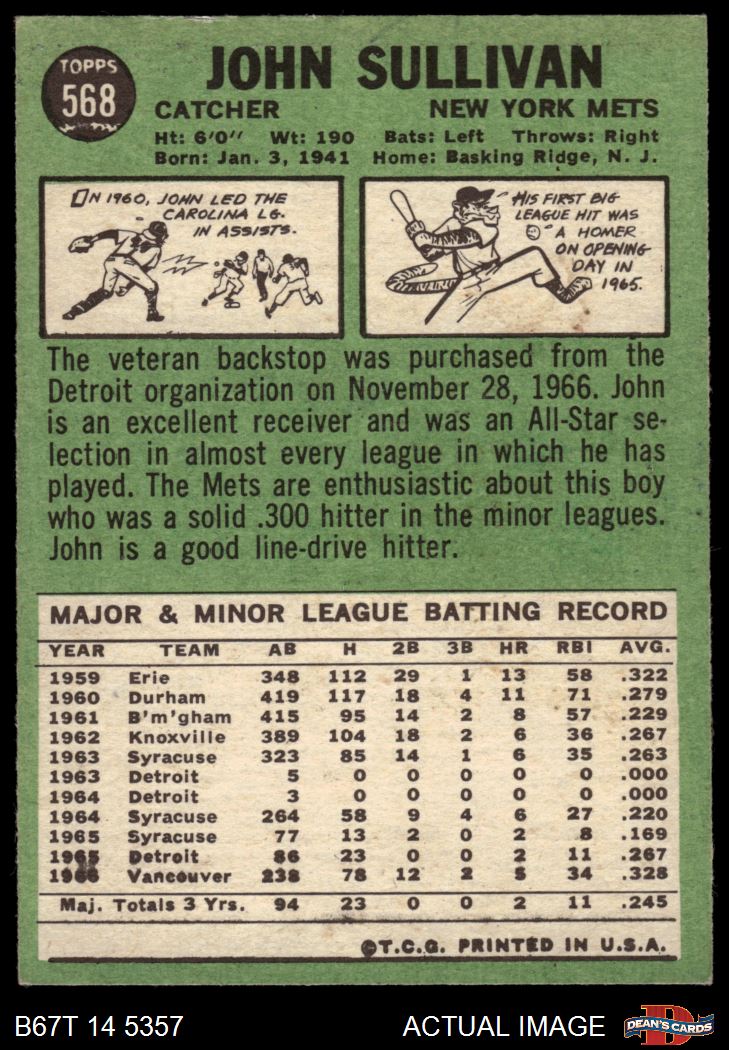 TOPPS
568
JOHN SULLIVAN
CATCHER NEW YORK METS
Ht: 6'0" Wt: 190 Bats: Left Throws: Right
Born: Jan. 3, 1941 Home: Basking Ridge, N. J.
IN 1960, JOHN LED THE
CAROLINA LG.
IN ASSISTS.
HIS FIRST BIG
LEAGUE HIT WAS
A HOMER
ON OPENING
DAY IN
1965.
The veteran backstop was purchased from the
Detroit organization on November 28, 1966. John
is an excellent receiver and was an All-Star se-
lection in almost every league in which he has
played. The Mets are enthusiastic about this boy
who was a solid .300 hitter in the minor leagues.
John is a good line-drive hitter.
MAJOR & MINOR LEAGUE BATTING RECORD
YEAR TEAM AB H 2B 3B HR RBI AVG.
1959 Erie 348 112 29 1 13 58 .322
1960 Durham 419 117 18 4 11 71 .279
1961 B'm'gham 415 95 14 2 8 57 .229
1962 Knoxville 389 104 18 2 6 36 .267
1963 Syracuse 323 85 14 1 6 35 .263
1963 Detroit 5 0 0 0 0 0 .000
1964 Detroit 3 0 0 0 0 0 .000
1964 Syracuse 264 58 9 4 6 27 .220
1965 Syracuse 77 13 2 0 2 8 .169
1965 Detroit 86 23 0 0 2 11 .267
1966 Vancouver 238 78 12 2 5 34 .328
Maj. Totals 3 Yrs. 94 23 0 0 2 11 .245
©T.C.G. PRINTED IN U.S.A.
B67T 14 5357 ACTUAL IMAGE
D
DEAN'S CARDS